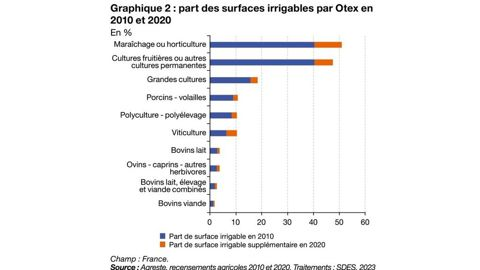 Graphique 2 : part des surfaces irrigables par Otex en
2010 et 2020
En %
Maraîchage ou horticulture
Cultures fruitières ou autres
cultures permanentes
Grandes cultures
Porcins - volailles
Polyculture - polyélevage
Viticulture
Bovins lait
Ovins - caprins - autres
herbivores
Bovins lait, élevage
et viande combinés
Bovins viande
0 10 20 30 40 50 60
Part de surface irrigable en 2010
Part de surface irrigable supplémentaire en 2020
Champ : France.
Source : Agreste, recensements agricoles 2010 et 2020. Traitements : SDES, 2023